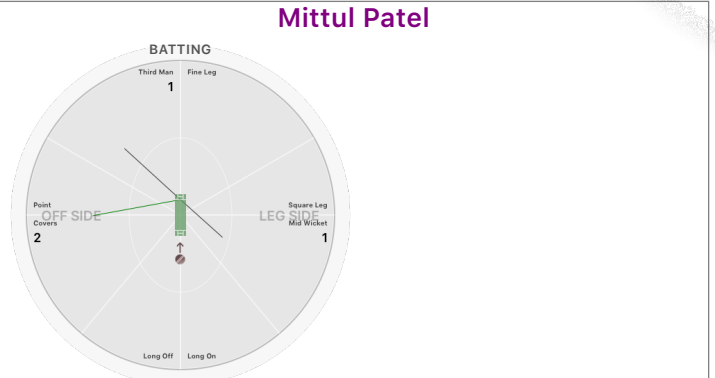 Mittul Patel
BATTING
Third Man
Fine Leg
1
Point
OFF SIDE
Covers
2
Square Leg
LEG SIDE
Mid Wicket
1
Long Off
Long On